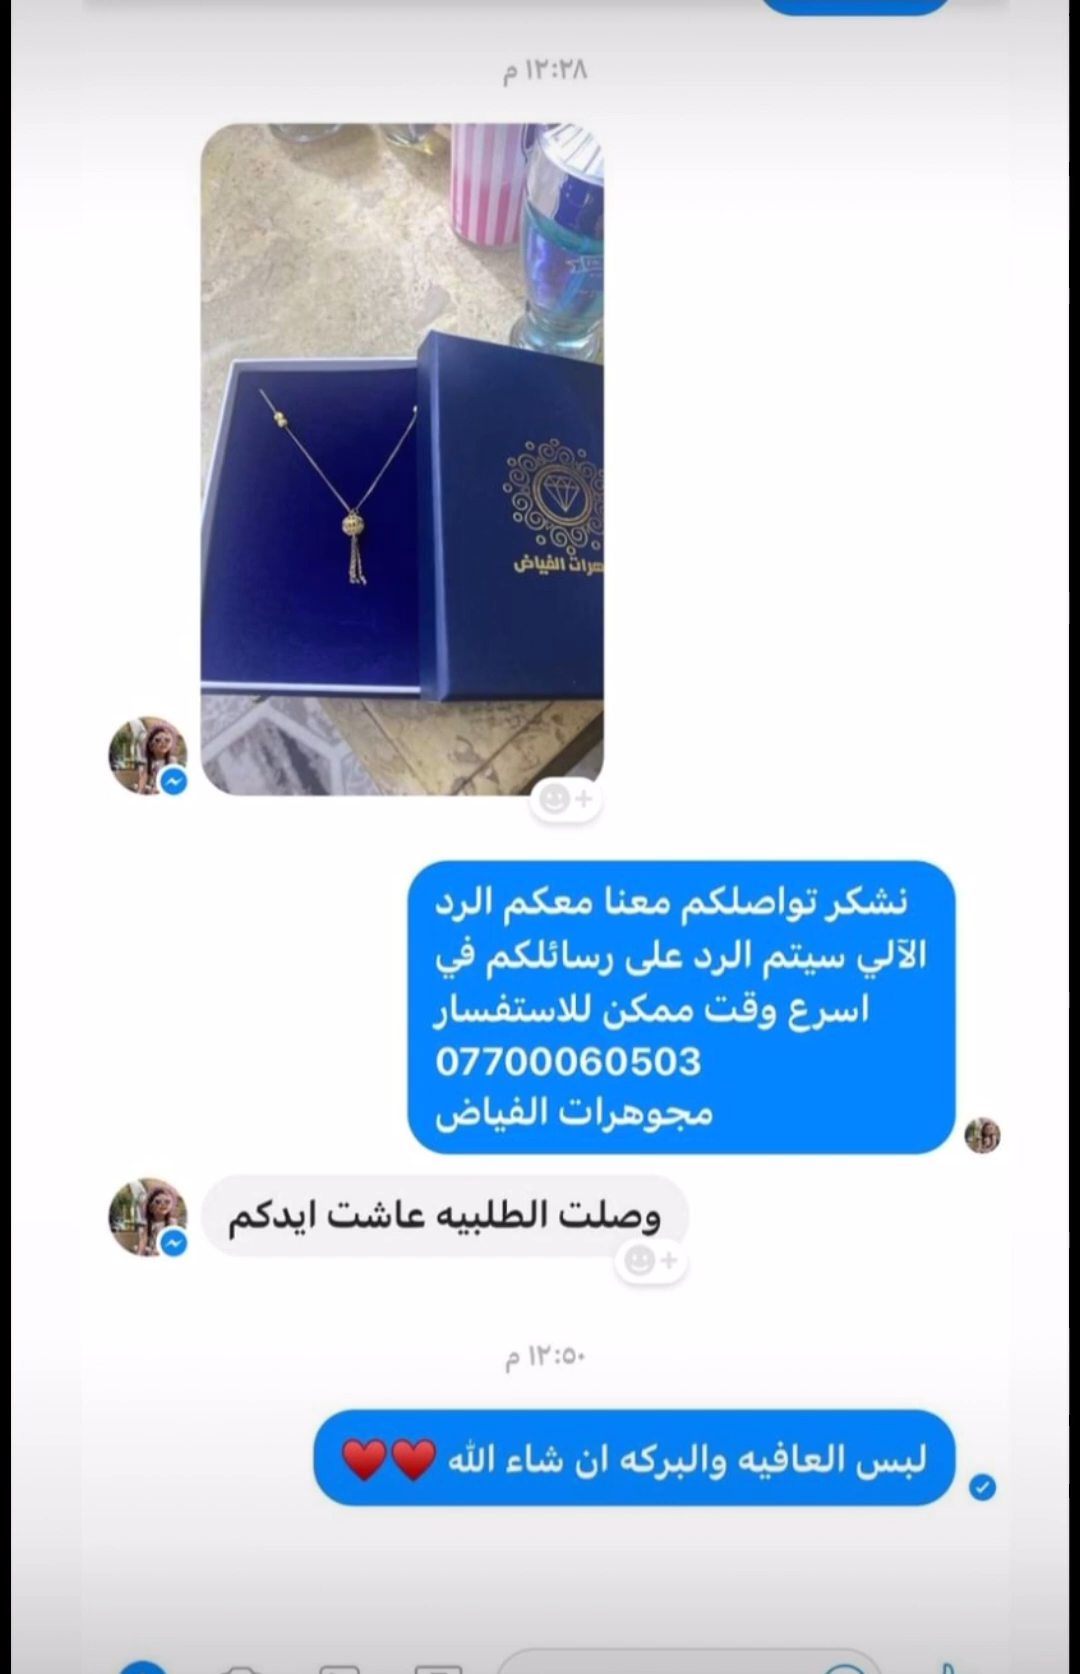 ١٢:٣٨ م
مجوهرات الفياض
نشكر تواصلكم معنا معكم الرد
الآلي سيتم الرد على رسائلكم في
اسرع وقت ممكن للاستفسار
07700060503
مجوهرات الفياض
وصلت الطلبيه عاشت ايدكم
١٢:٥٠ م
لبس العافيه والبركه ان شاء الله ♥️♥️